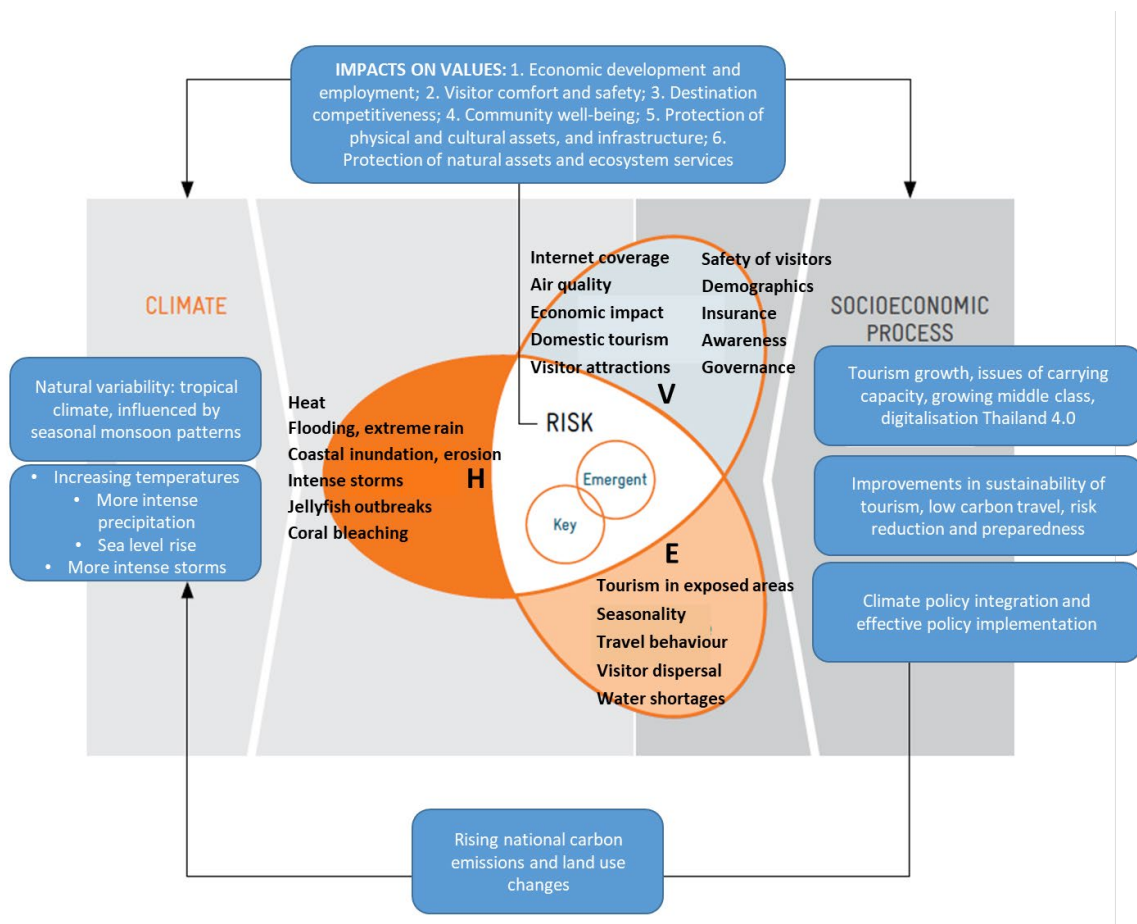 IMPACTS ON VALUES: 1. Economic development and
employment; 2. Visitor comfort and safety; 3. Destination
competitiveness; 4. Community well-being; 5. Protection of
physical and cultural assets, and infrastructure; 6.
Protection of natural assets and ecosystem services
CLIMATE
Natural variability: tropical
climate, influenced by
seasonal monsoon patterns
• Increasing temperatures
• More intense
precipitation
• Sea level rise
• More intense storms
Heat
Flooding, extreme rain
Coastal inundation, erosion
Intense storms
Jellyfish outbreaks
Coral bleaching
H
RISK
Emergent
Key
Internet coverage
Air quality
Economic impact
Domestic tourism
Visitor attractions
Safety of visitors
Demographics
Insurance
Awareness
Governance
V
E
Tourism in exposed areas
Seasonality
Travel behaviour
Visitor dispersal
Water shortages
SOCIOECONOMIC
PROCESS
Tourism growth, issues of carrying
capacity, growing middle class,
digitalisation Thailand 4.0
Improvements in sustainability of
tourism, low carbon travel, risk
reduction and preparedness
Climate policy integration and
effective policy implementation
Rising national carbon
emissions and land use
changes